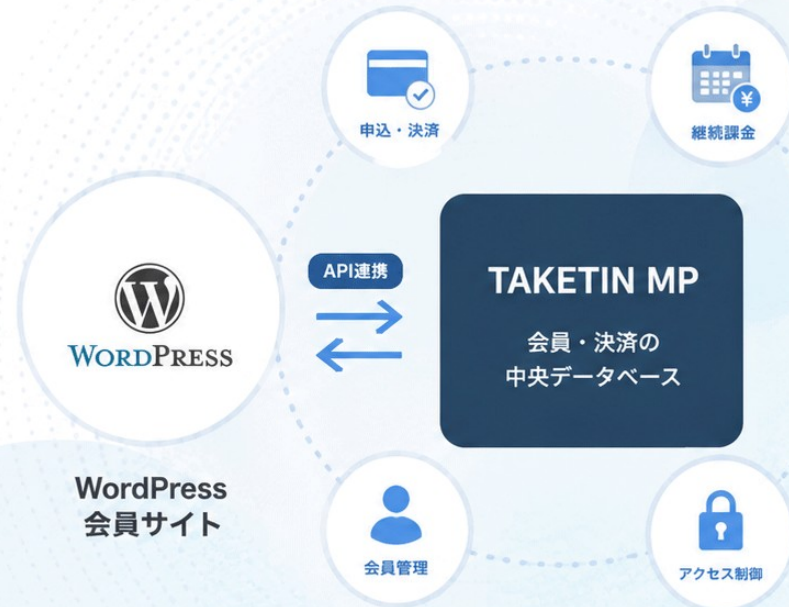 申込・決済
¥
継続課金
API連携
TAKETIN MP
会員・決済の
中央データベース
W
WORDPRESS
WordPress
会員サイト
会員管理
アクセス制御